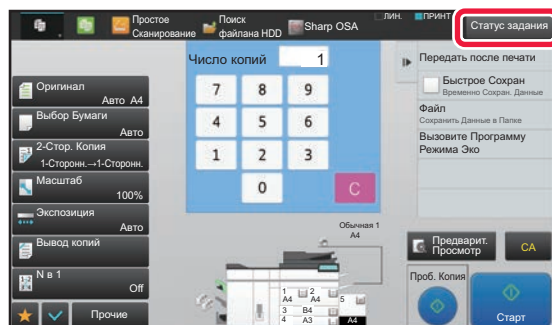 Простое
Сканирование
Поиск
файлана HDD
Sharp OSA
ЛИН.
ПРИНТ
Статус задания
Число копий 1
Передать после печати
Оригинал
Авто A4
Выбор Бумаги
Авто
2-Стор. Копия
1-Сторонн.→1-Сторонн.
Масштаб
100%
Экспозиция
Авто
Вывод копий
N в 1
Off
Прочие
7 8 9
4 5 6
1 2 3
0 C
Быстрое Сохран
Временно Сохран. Данные
Файл
Сохранить Данные в Папке
Вызовите Программу
Режима Эко
Обычная 1
A4
1 A4
2 A4
3 B4
4 A3
5 A4
Предварит.
Просмотр
CA
Проб. Копия
Старт